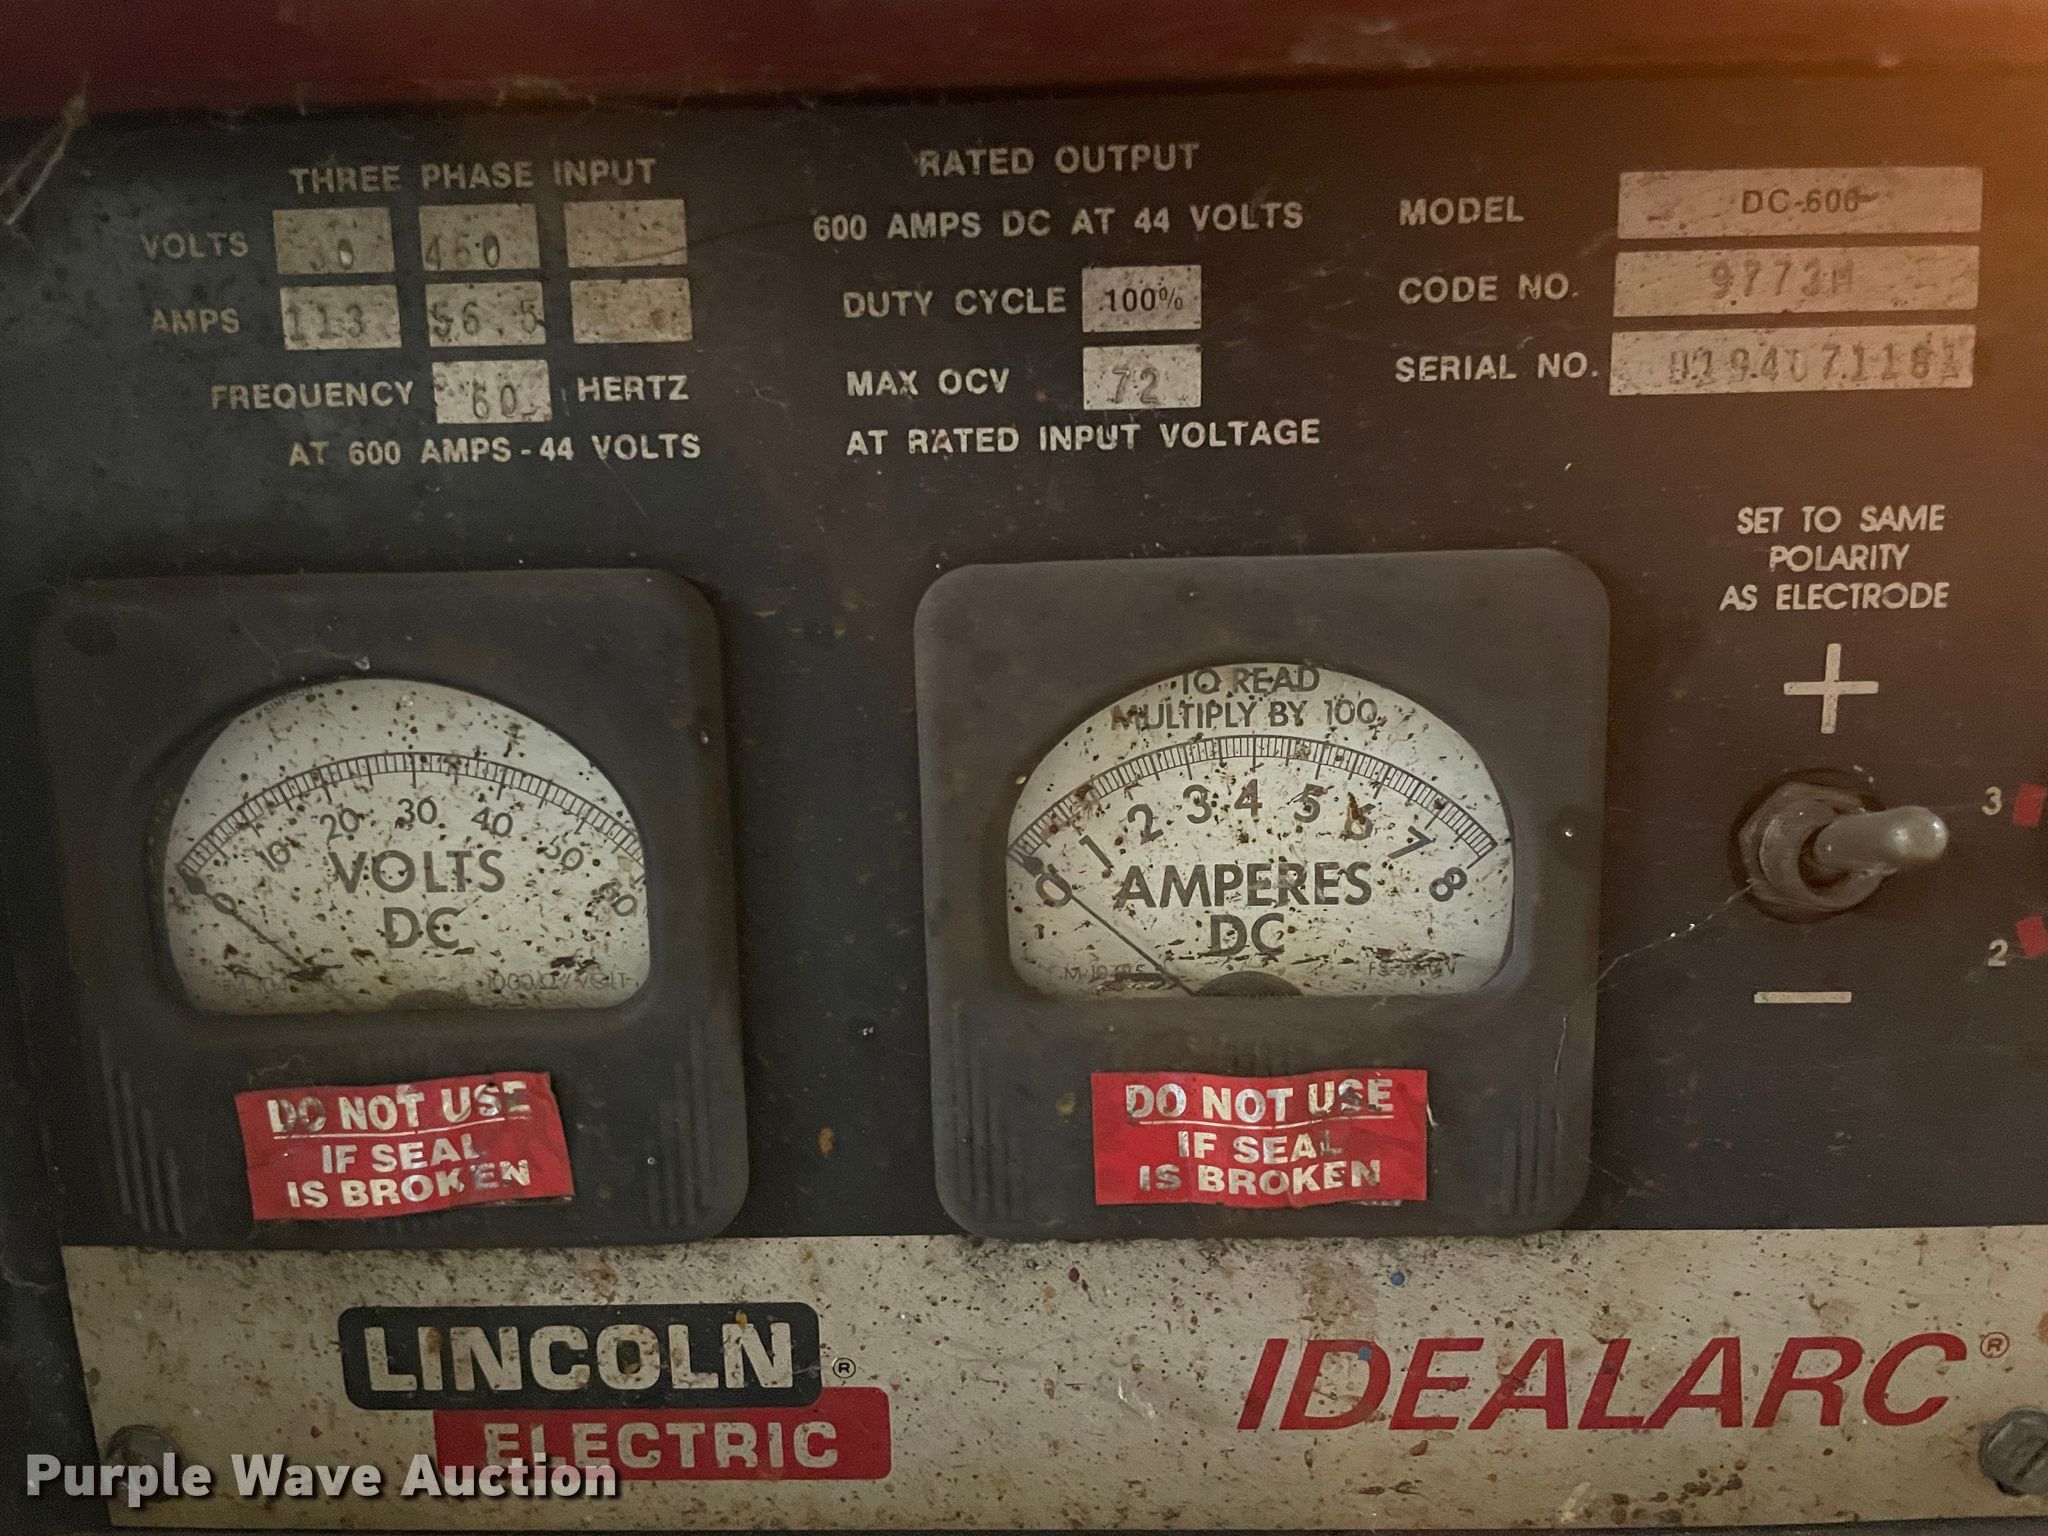 THREE PHASE INPUT
VOLTS 30 460
AMPS 113 56.5
FREQUENCY 60 HERTZ
AT 600 AMPS - 44 VOLTS
RATED OUTPUT
600 AMPS DC AT 44 VOLTS
DUTY CYCLE 100%
MAX OCV 72
AT RATED INPUT VOLTAGE
MODEL DC-600
CODE NO. 9773H
SERIAL NO.
SET TO SAME
POLARITY
AS ELECTRODE
+
3
2
—
0 10 20 30 40 50 60
VOLTS
DC
TO READ
MULTIPLY BY 100
0 1 2 3 4 5 6 7 8
AMPERES
DC
DO NOT USE
IF SEAL
IS BROKEN
DO NOT USE
IF SEAL
IS BROKEN
LINCOLN ®
ELECTRIC
IDEALARC ®
Purple Wave Auction